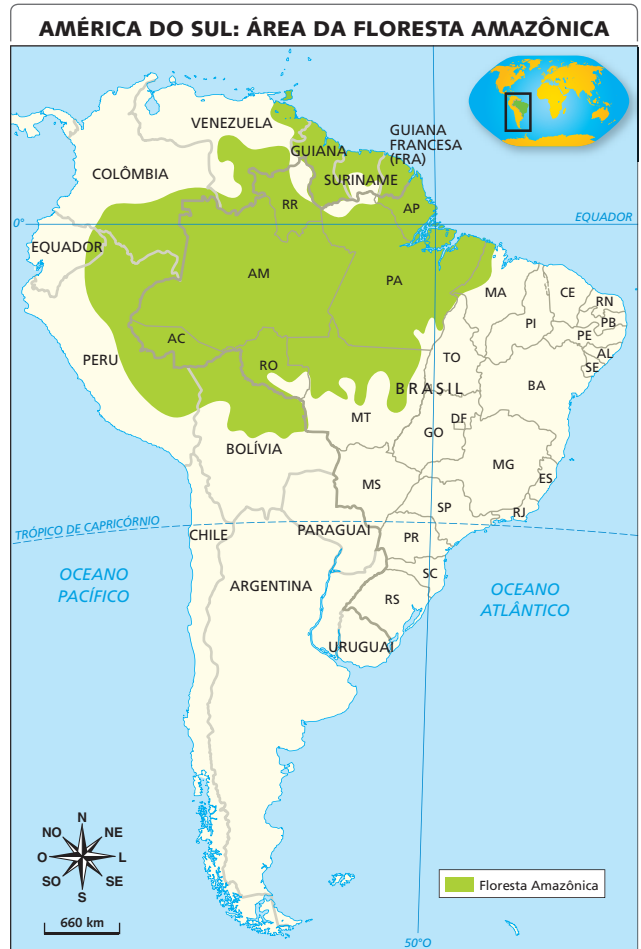 AMÉRICA DO SUL: ÁREA DA FLORESTA AMAZÔNICA
VENEZUELA
GUIANA
FRANCESA
(FRA)
GUIANA
COLÔMBIA
SURINAME
RR
AP
0°
EQUADOR
EQUADOR
AM
PA
MA
CE
RN
PI
PB
PE
AC
AL
PERU
RO
TO
SE
BRASIL
BA
MT
DF
GO
BOLÍVIA
MG
MS
ES
SP
RJ
TRÓPICO DE CAPRICÓRNIO
CHILE
PARAGUAI
PR
OCEANO
PACÍFICO
SC
ARGENTINA
OCEANO
ATLÂNTICO
RS
URUGUAI
N
NO
NE
O
L
SO
SE
S
660 km
Floresta Amazônica
50°O